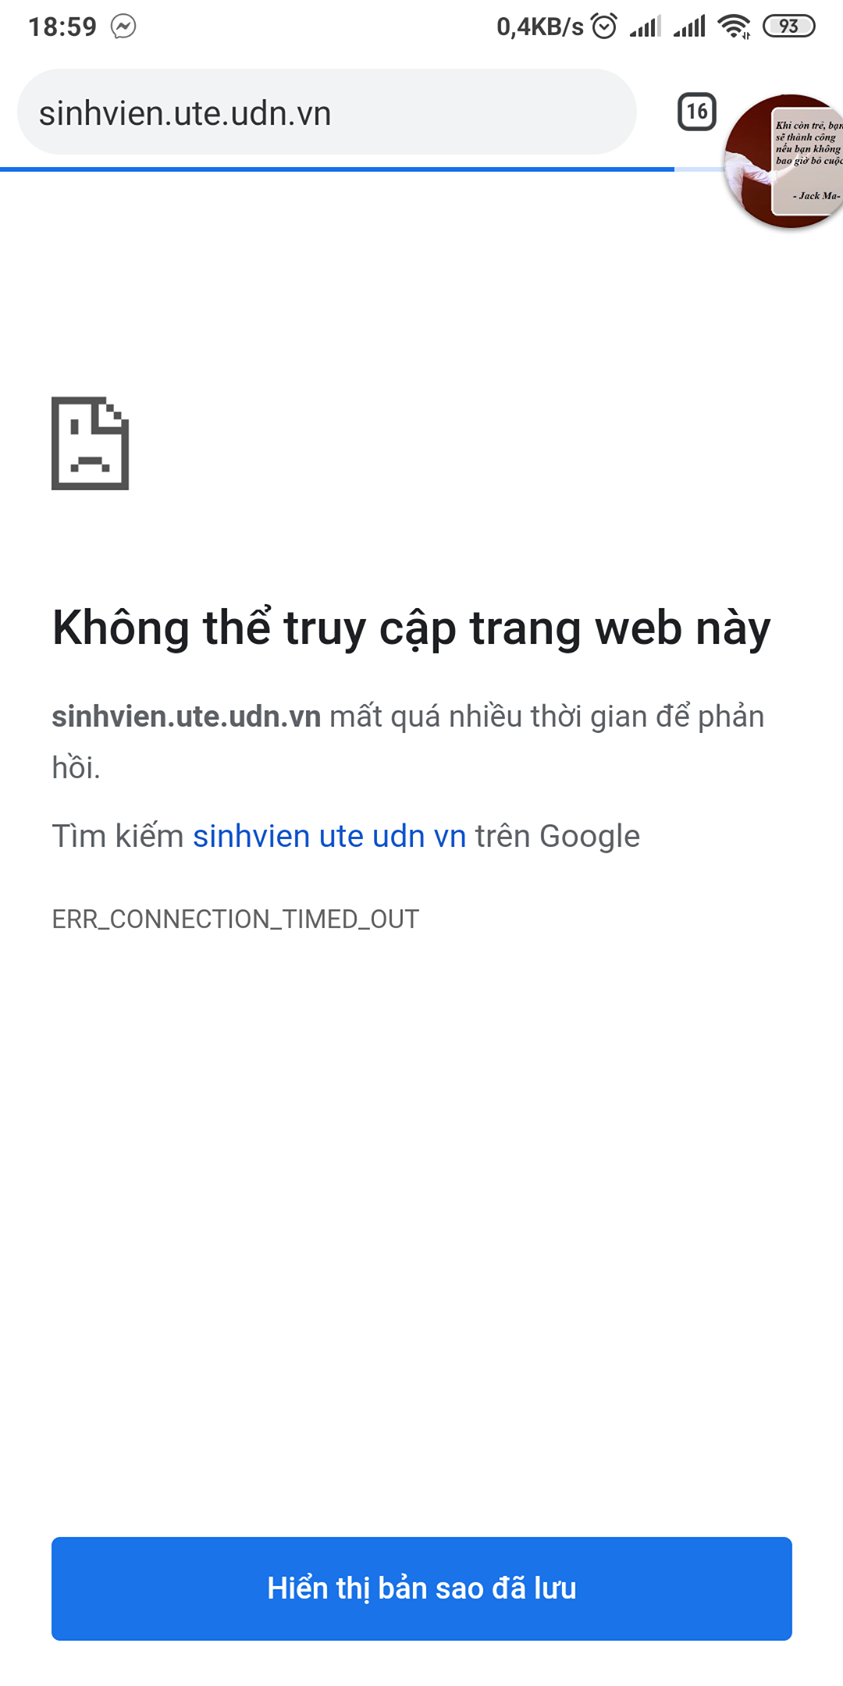 18:59 0,4KB/s 93
sinhvien.ute.udn.vn 16
Khi còn trẻ, bạn
sẽ thành công
nếu bạn không
bao giờ bỏ cuộc
- Jack Ma-
Không thể truy cập trang web này
sinhvien.ute.udn.vn mất quá nhiều thời gian để phản
hồi.
Tìm kiếm sinhvien ute udn vn trên Google
ERR_CONNECTION_TIMED_OUT
Hiển thị bản sao đã lưu